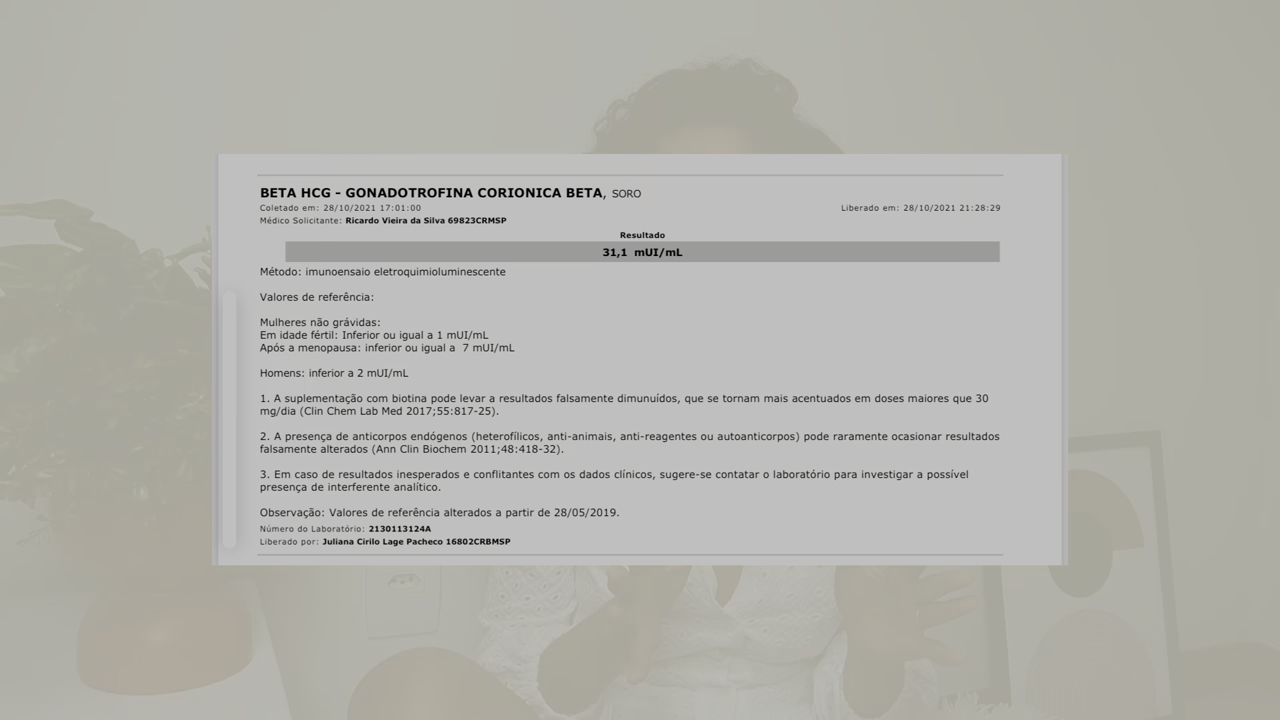 BETA HCG - GONADOTROFINA CORIONICA BETA, SORO
Coletado em: 28/10/2021 17:01:00 Liberado em: 28/10/2021 21:28:29
Médico Solicitante: Ricardo Vieira da Silva 69823CRMSP
Resultado
31,1 mUI/mL
Método: imunoensaio eletroquimioluminescente
Valores de referência:
Mulheres não grávidas:
Em idade fértil: Inferior ou igual a 1 mUI/mL
Após a menopausa: inferior ou igual a 7 mUI/mL
Homens: inferior a 2 mUI/mL
1. A suplementação com biotina pode levar a resultados falsamente dimunuídos, que se tornam mais acentuados em doses maiores que 30
mg/dia (Clin Chem Lab Med 2017;55:817-25).
2. A presença de anticorpos endógenos (heterofílicos, anti-animais, anti-reagentes ou autoanticorpos) pode raramente ocasionar resultados
falsamente alterados (Ann Clin Biochem 2011;48:418-32).
3. Em caso de resultados inesperados e conflitantes com os dados clínicos, sugere-se contatar o laboratório para investigar a possível
presença de interferente analítico.
Observação: Valores de referência alterados a partir de 28/05/2019.
Número do Laboratório: 2130113124A
Liberado por: Juliana Cirilo Lage Pacheco 16802CRBMSP